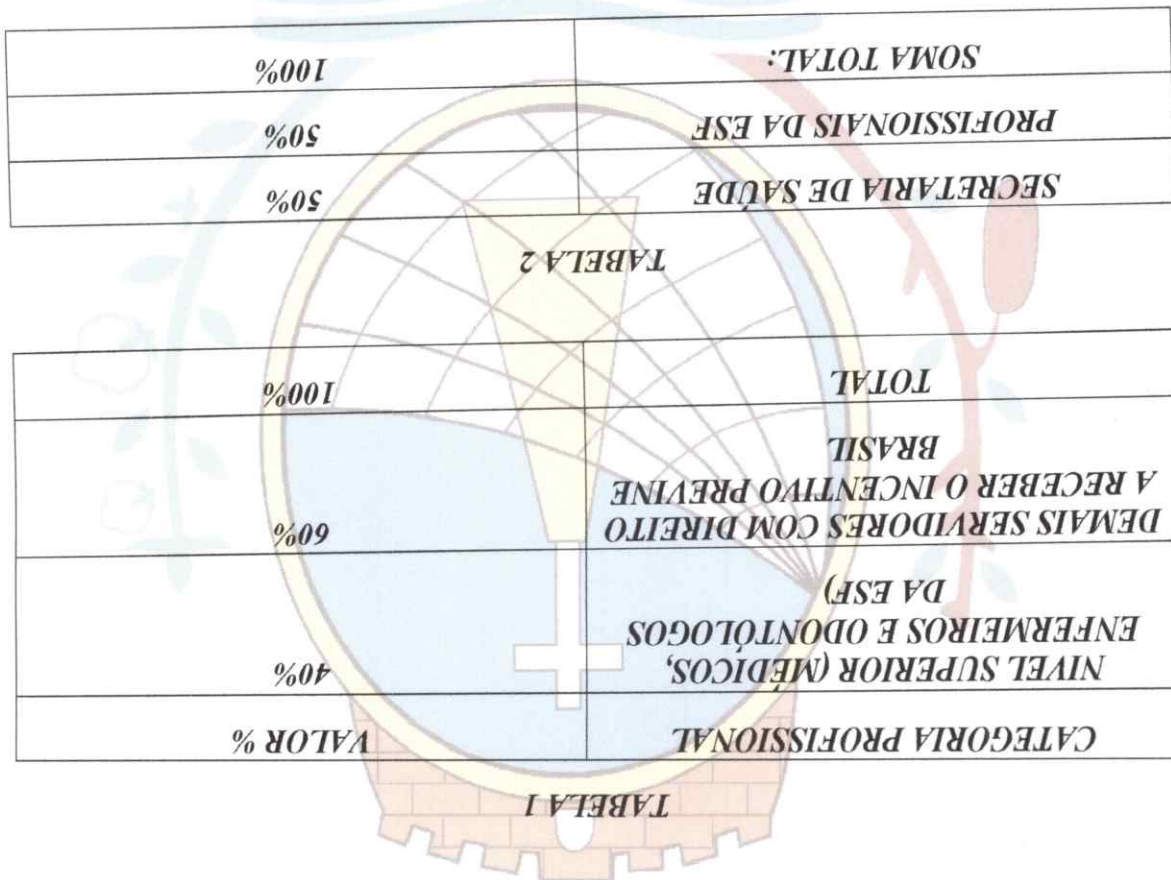 TABELA 1
CATEGORIA PROFISSIONAL VALOR %
NIVEL SUPERIOR (MÉDICOS,
ENFERMEIROS E ODONTÓLOGOS
DA ESF) 40%
DEMAIS SERVIDORES COM DIREITO
A RECEBER O INCENTIVO PREVINE
BRASIL 60%
TOTAL 100%
TABELA 2
SECRETARIA DE SAÚDE 50%
PROFISSIONAIS DA ESF 50%
SOMA TOTAL: 100%